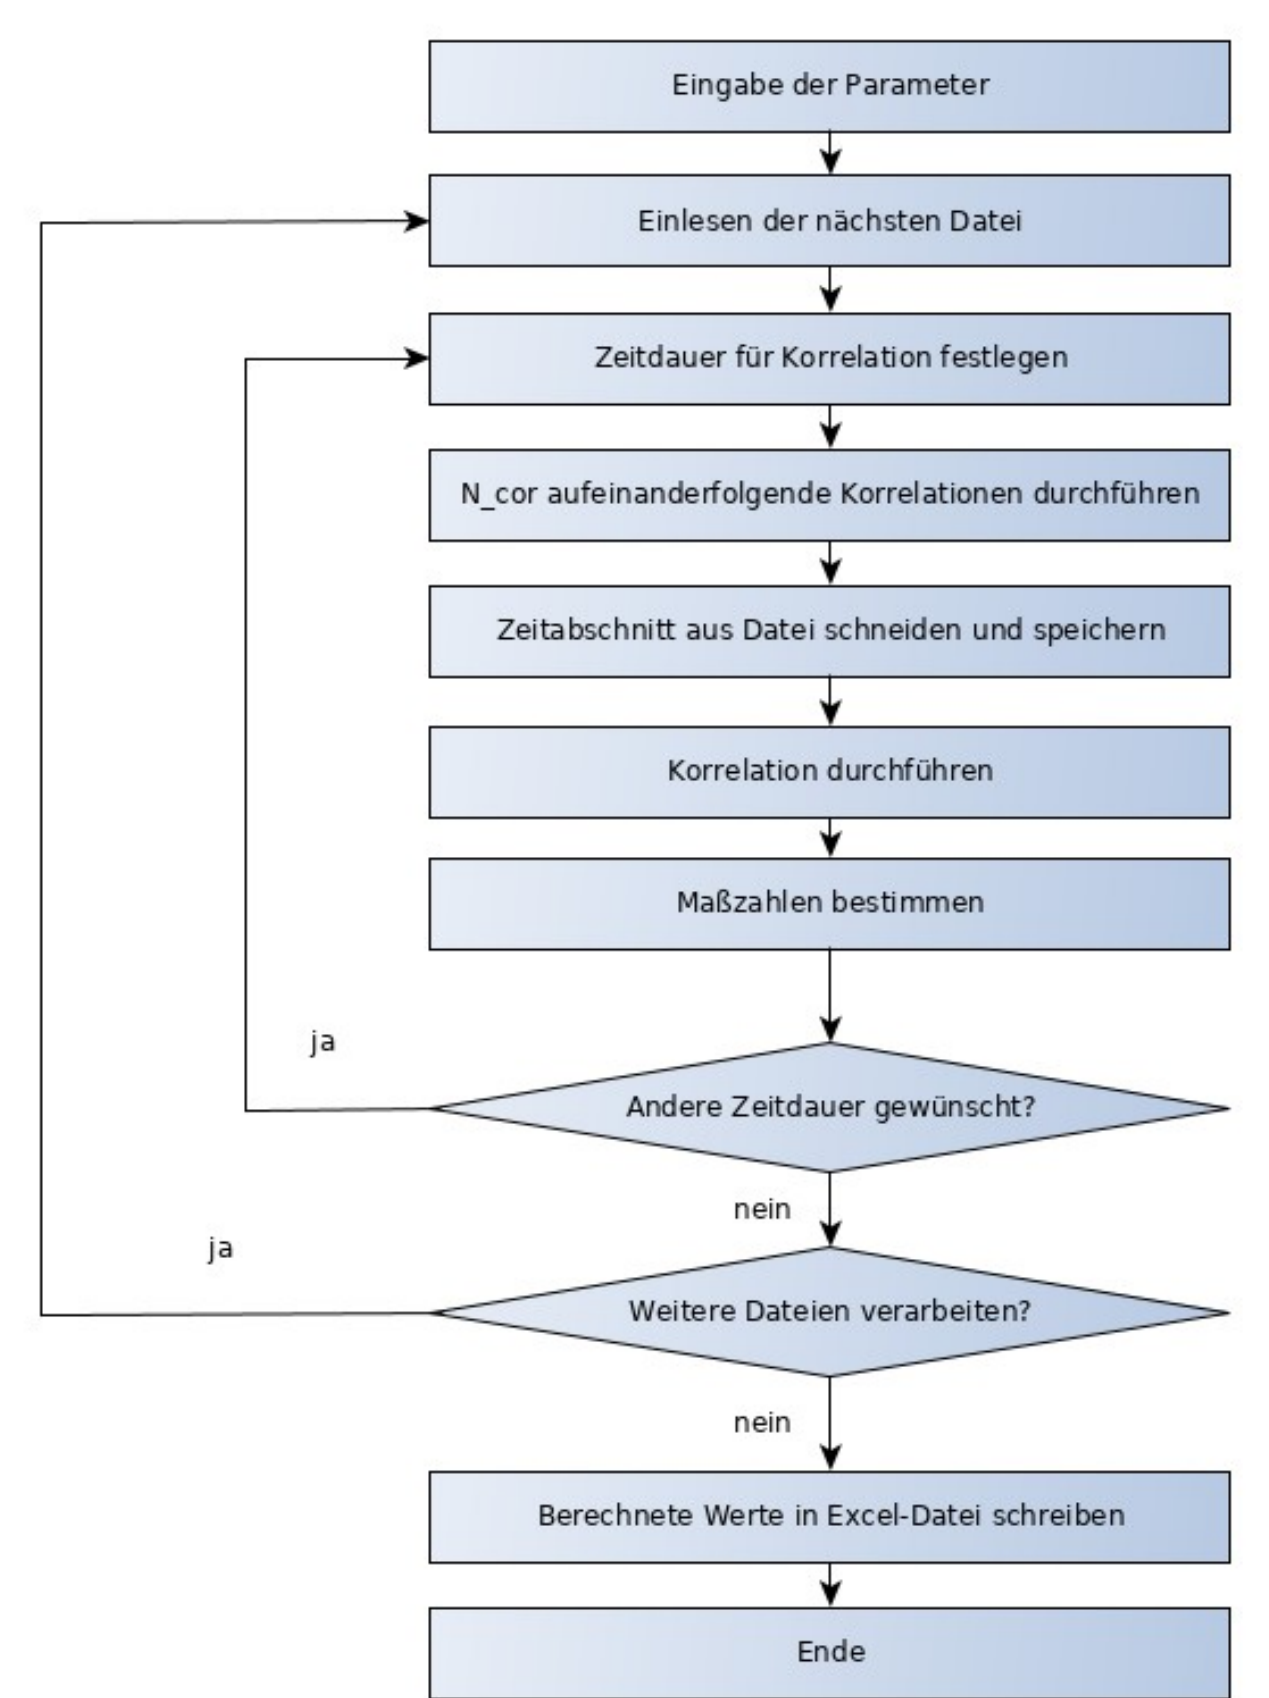 Eingabe der Parameter
Einlesen der nächsten Datei
Zeitdauer für Korrelation festlegen
N_cor aufeinanderfolgende Korrelationen durchführen
Zeitabschnitt aus Datei schneiden und speichern
Korrelation durchführen
Maßzahlen bestimmen
ja
Andere Zeitdauer gewünscht?
nein
ja
Weitere Dateien verarbeiten?
nein
Berechnete Werte in Excel-Datei schreiben
Ende